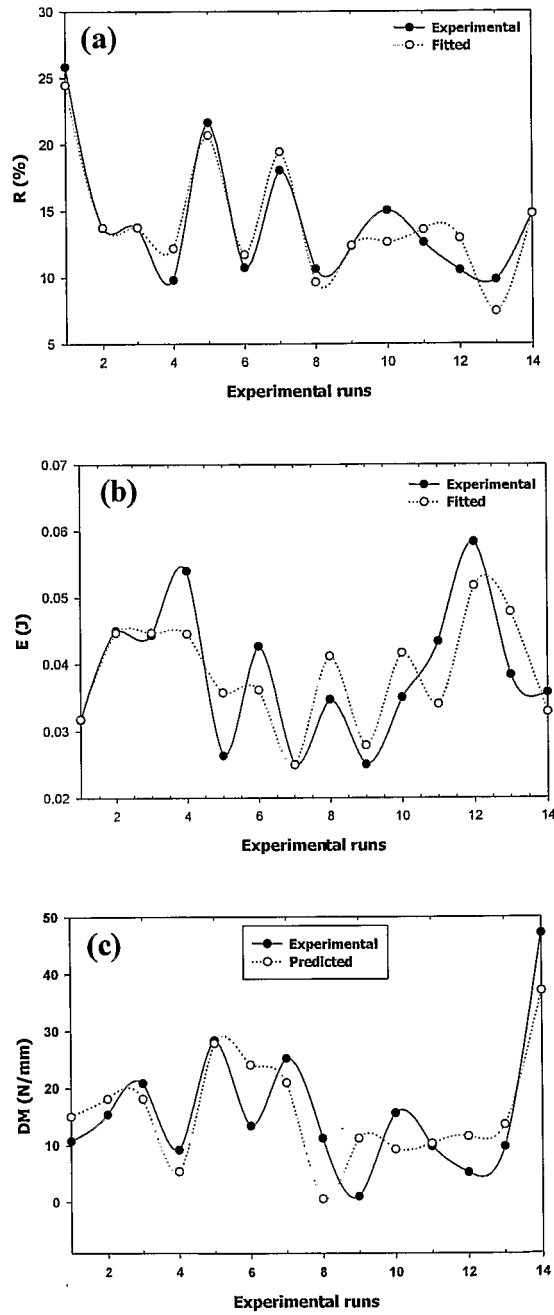 (a)
Experimental
Fitted
30
25
20
15
10
5
R (%)
2 4 6 8 10 12 14
Experimental runs
(b)
Experimental
Fitted
0.07
0.06
0.05
0.04
0.03
0.02
E (J)
2 4 6 8 10 12 14
Experimental runs
(c)
Experimental
Predicted
50
40
30
20
10
0
DM (N/mm)
2 4 6 8 10 12 14
Experimental runs